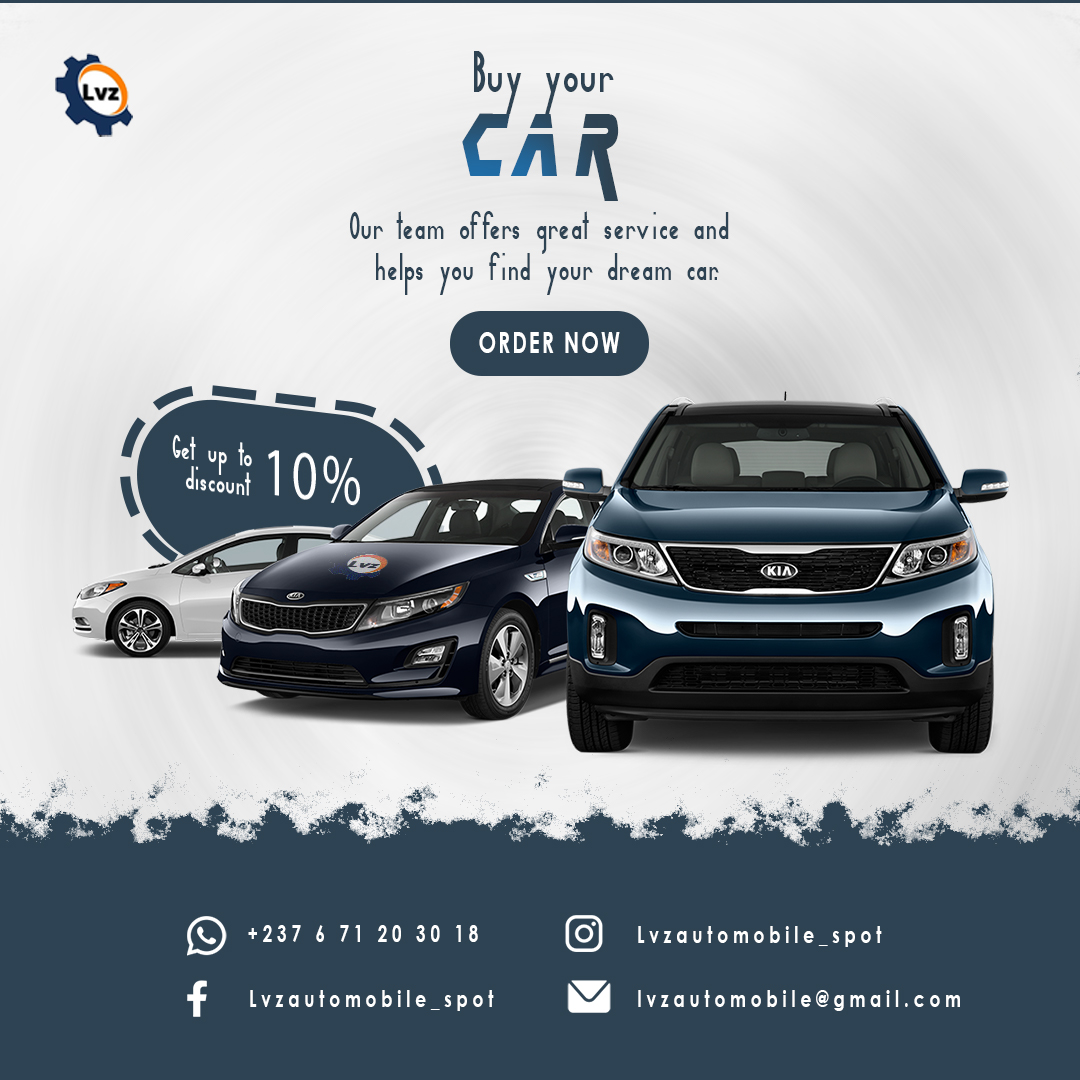 Lvz
Buy your
CAR
Our team offers great service and
helps you find your dream car.
ORDER NOW
Get up to
discount
10%
Lvz
KIA
KIA
+237 6 71 20 30 18
Lvzautomobile_spot
Lvzautomobile_spot
lvzautomobile@gmail.com